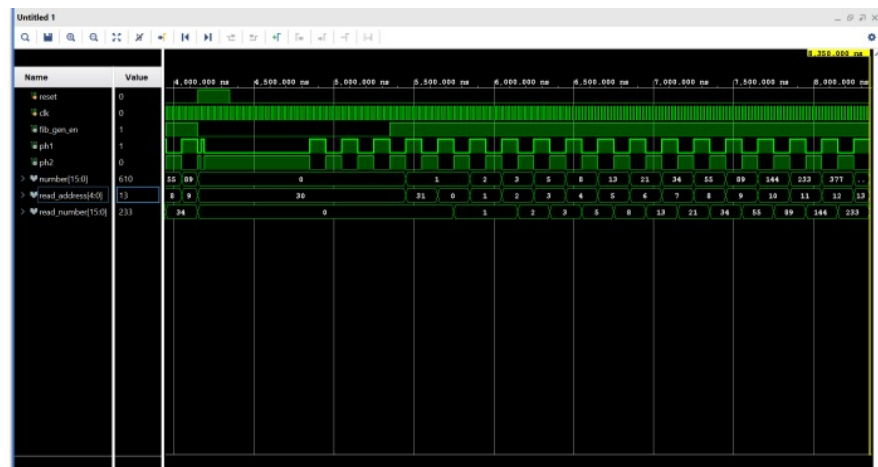 Untitled 1
8,350.000 ns
Name Value
4,000.000 ns 4,500.000 ns 5,000.000 ns 5,500.000 ns 6,000.000 ns 6,500.000 ns 7,000.000 ns 7,500.000 ns 8,000.000 ns
reset 0
clk 0
fib_gen_en 1
ph1 1
ph2 0
number[15:0] 610 55 89 0 1 2 3 5 8 13 21 34 55 89 144 233 377 ..
read_address[4:0] 13 8 9 30 31 0 1 2 3 4 5 6 7 8 9 10 11 12 13
read_number[15:0] 233 34 0 1 2 3 5 8 13 21 34 55 89 144 233